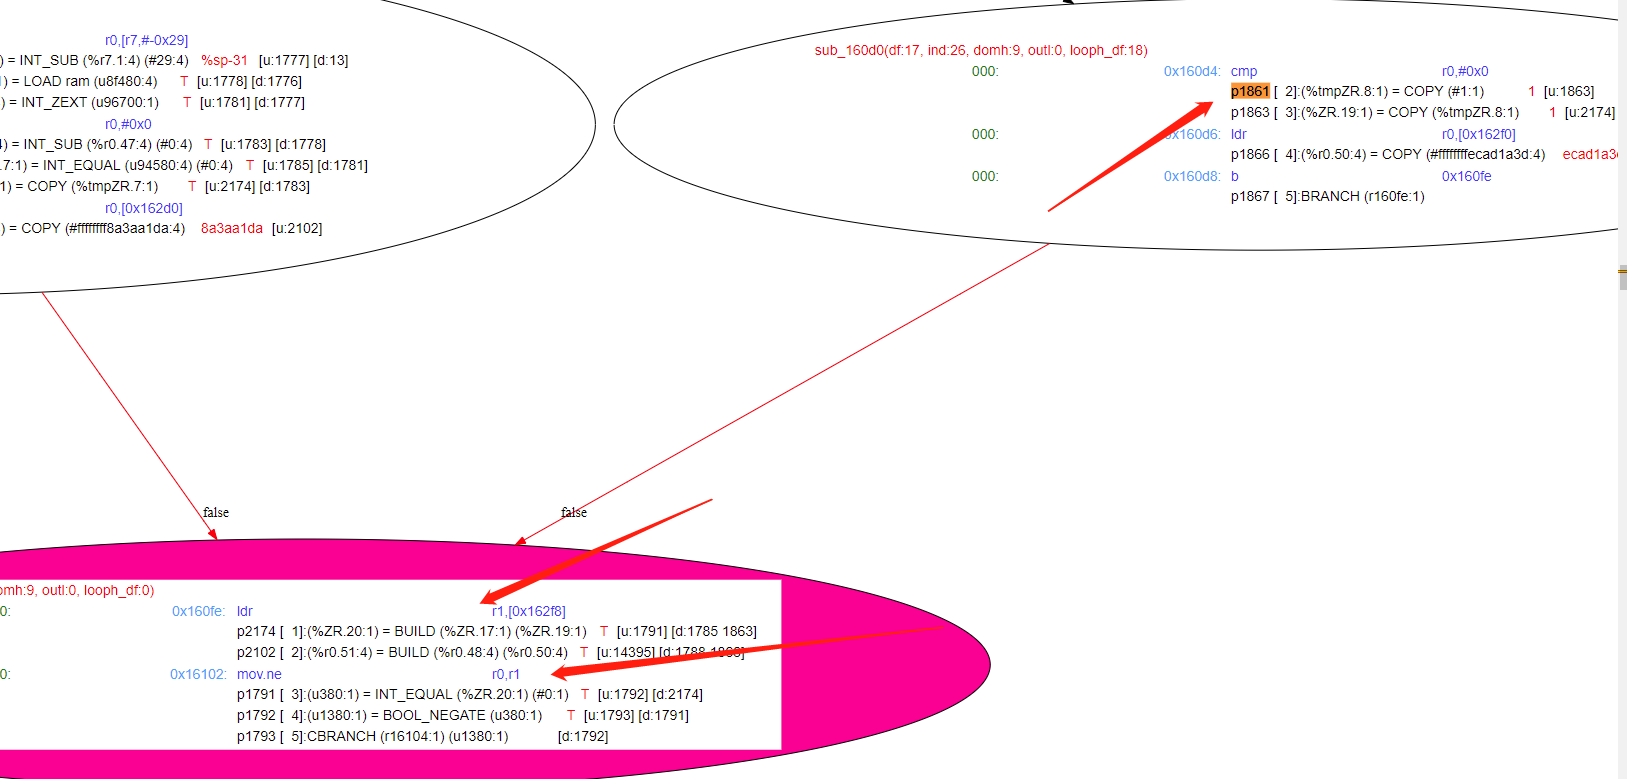 r0,[r7,#-0x29]
) = INT_SUB (%r7.1:4) (#29:4) %sp-31 [u:1777] [d:13]
) = LOAD ram (u8f480:4) T [u:1778] [d:1776]
) = INT_ZEXT (u96700:1) T [u:1781] [d:1777]
r0,#0x0
) = INT_SUB (%r0.47:4) (#0:4) T [u:1783] [d:1778]
.7:1) = INT_EQUAL (u94580:4) (#0:4) T [u:1785] [d:1781]
1) = COPY (%tmpZR.7:1) T [u:2174] [d:1783]
r0,[0x162d0]
) = COPY (#ffffffff8a3aa1da:4) 8a3aa1da [u:2102]
sub_160d0(df:17, ind:26, domh:9, outl:0, looph_df:18)
000: 0x160d4: cmp r0,#0x0
p1861 [ 2]:(%tmpZR.8:1) = COPY (#1:1) 1 [u:1863]
p1863 [ 3]:(%ZR.19:1) = COPY (%tmpZR.8:1) 1 [u:2174]
000: 0x160d6: ldr r0,[0x162f0]
p1866 [ 4]:(%r0.50:4) = COPY (#ffffffffecad1a3d:4) ecad1a3
000: 0x160d8: b 0x160fe
p1867 [ 5]:BRANCH (r160fe:1)
false
false
omh:9, outl:0, looph_df:0)
0: 0x160fe: ldr r1,[0x162f8]
p2174 [ 1]:(%ZR.20:1) = BUILD (%ZR.17:1) (%ZR.19:1) T [u:1791] [d:1785 1863]
p2102 [ 2]:(%r0.51:4) = BUILD (%r0.48:4) (%r0.50:4) T [u:14395] [d:1788 1866]
0: 0x16102: mov.ne r0,r1
p1791 [ 3]:(u380:1) = INT_EQUAL (%ZR.20:1) (#0:1) T [u:1792] [d:2174]
p1792 [ 4]:(u1380:1) = BOOL_NEGATE (u380:1) T [u:1793] [d:1791]
p1793 [ 5]:CBRANCH (r16104:1) (u1380:1) [d:1792]